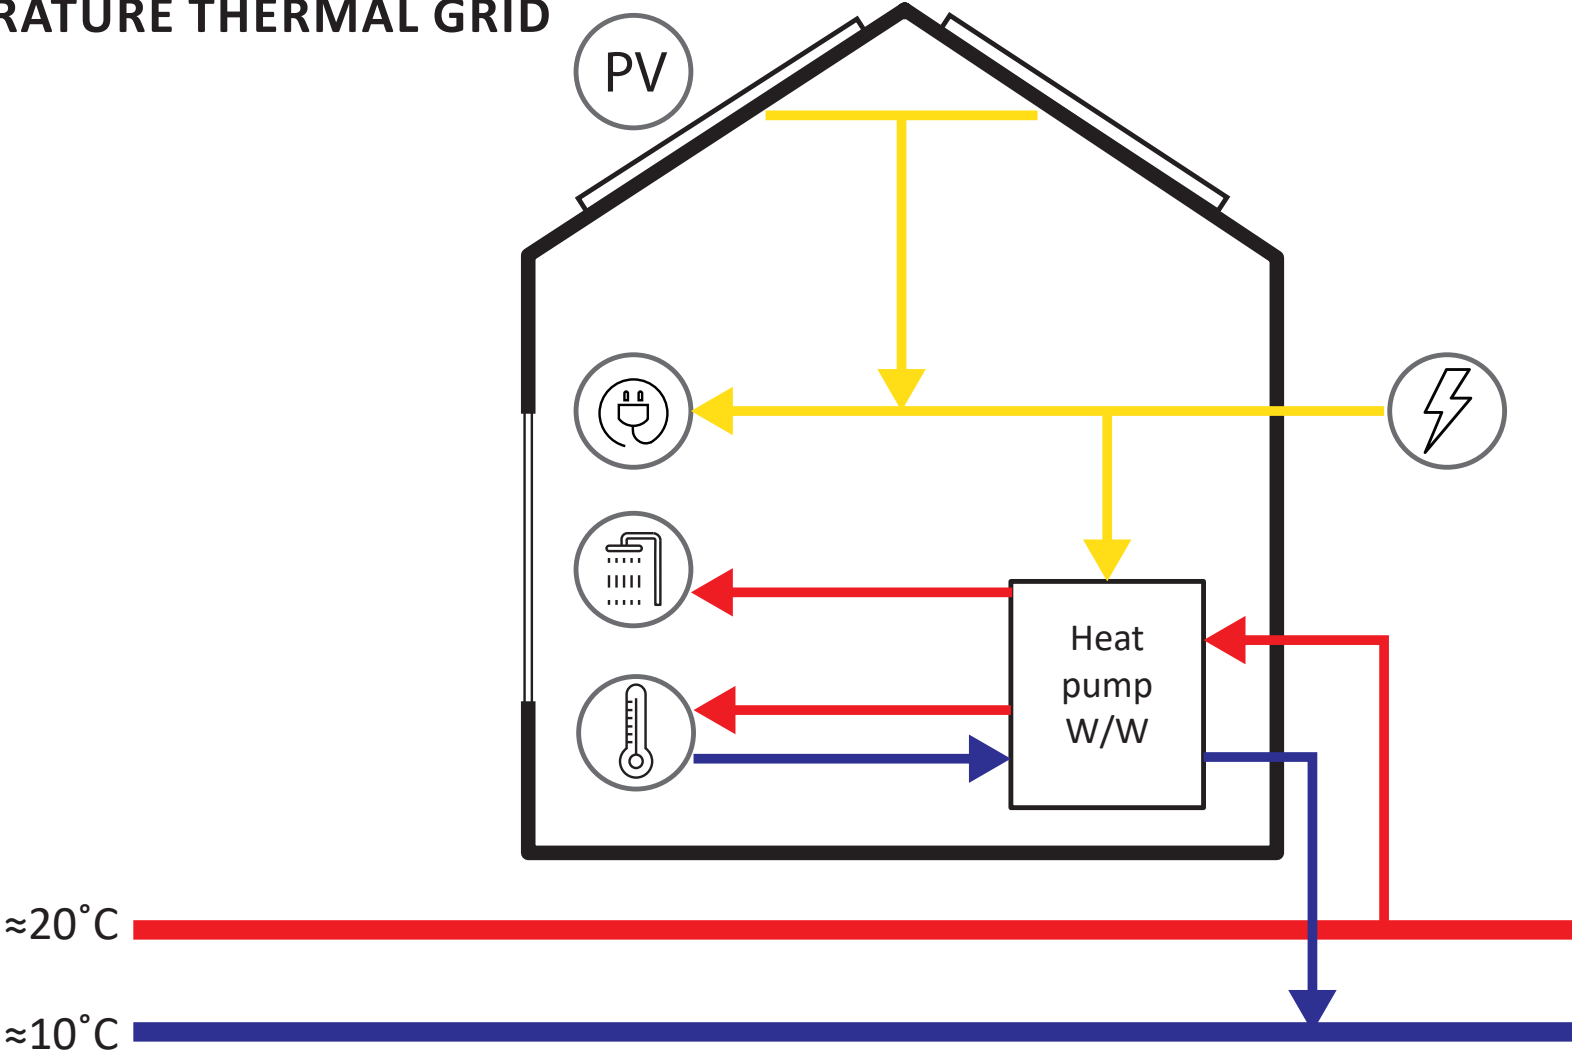 RATURE THERMAL GRID
PV
Heat
pump
W/W
≈20˚C
≈10˚C